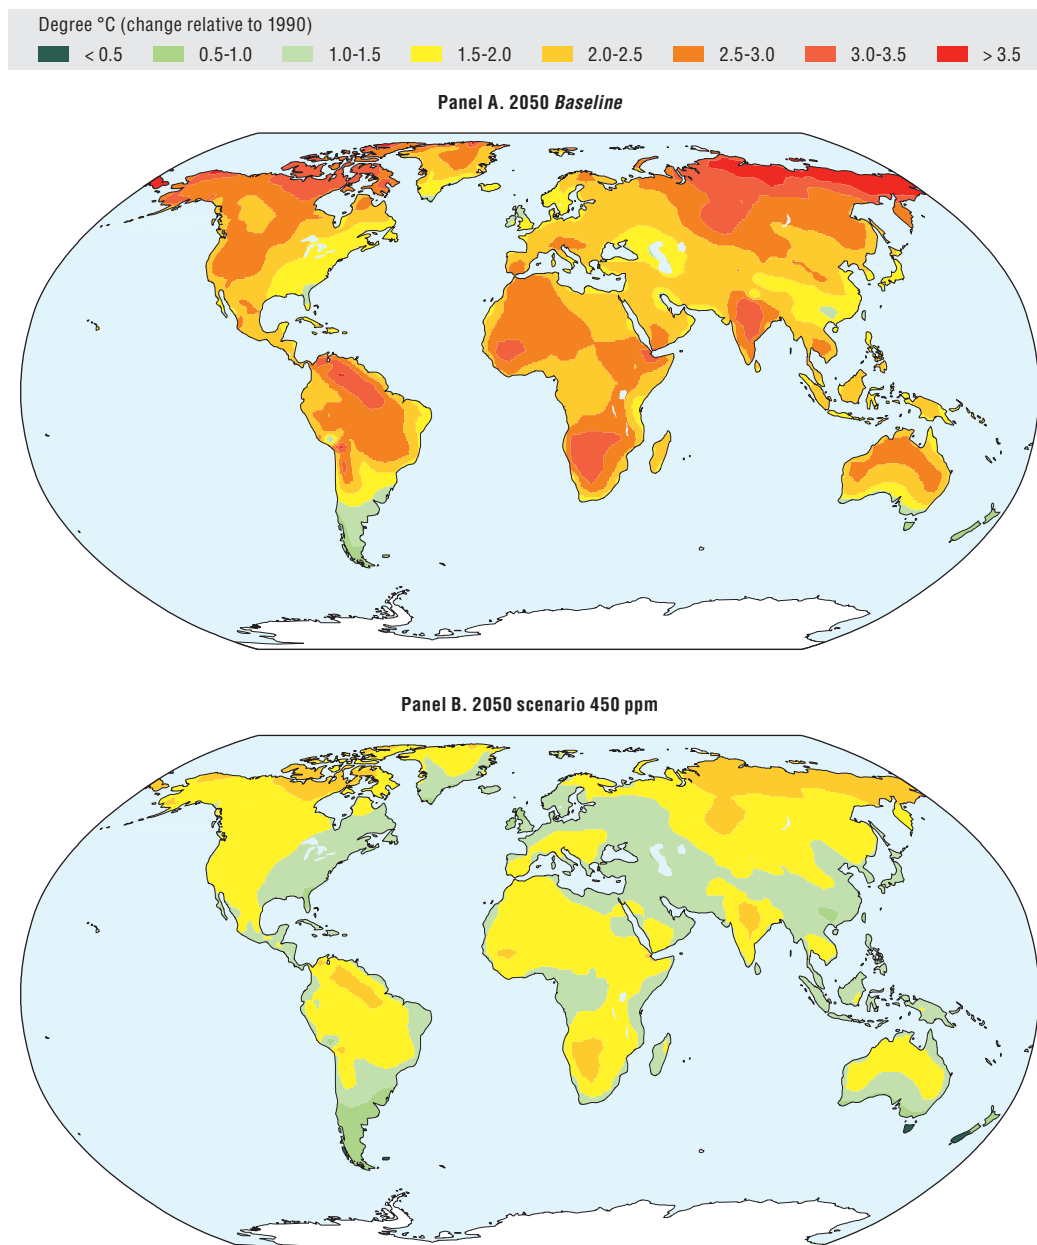 Degree °C (change relative to 1990)
< 0.5 0.5-1.0 1.0-1.5 1.5-2.0 2.0-2.5 2.5-3.0 3.0-3.5 > 3.5
Panel A. 2050 Baseline
Panel B. 2050 scenario 450 ppm